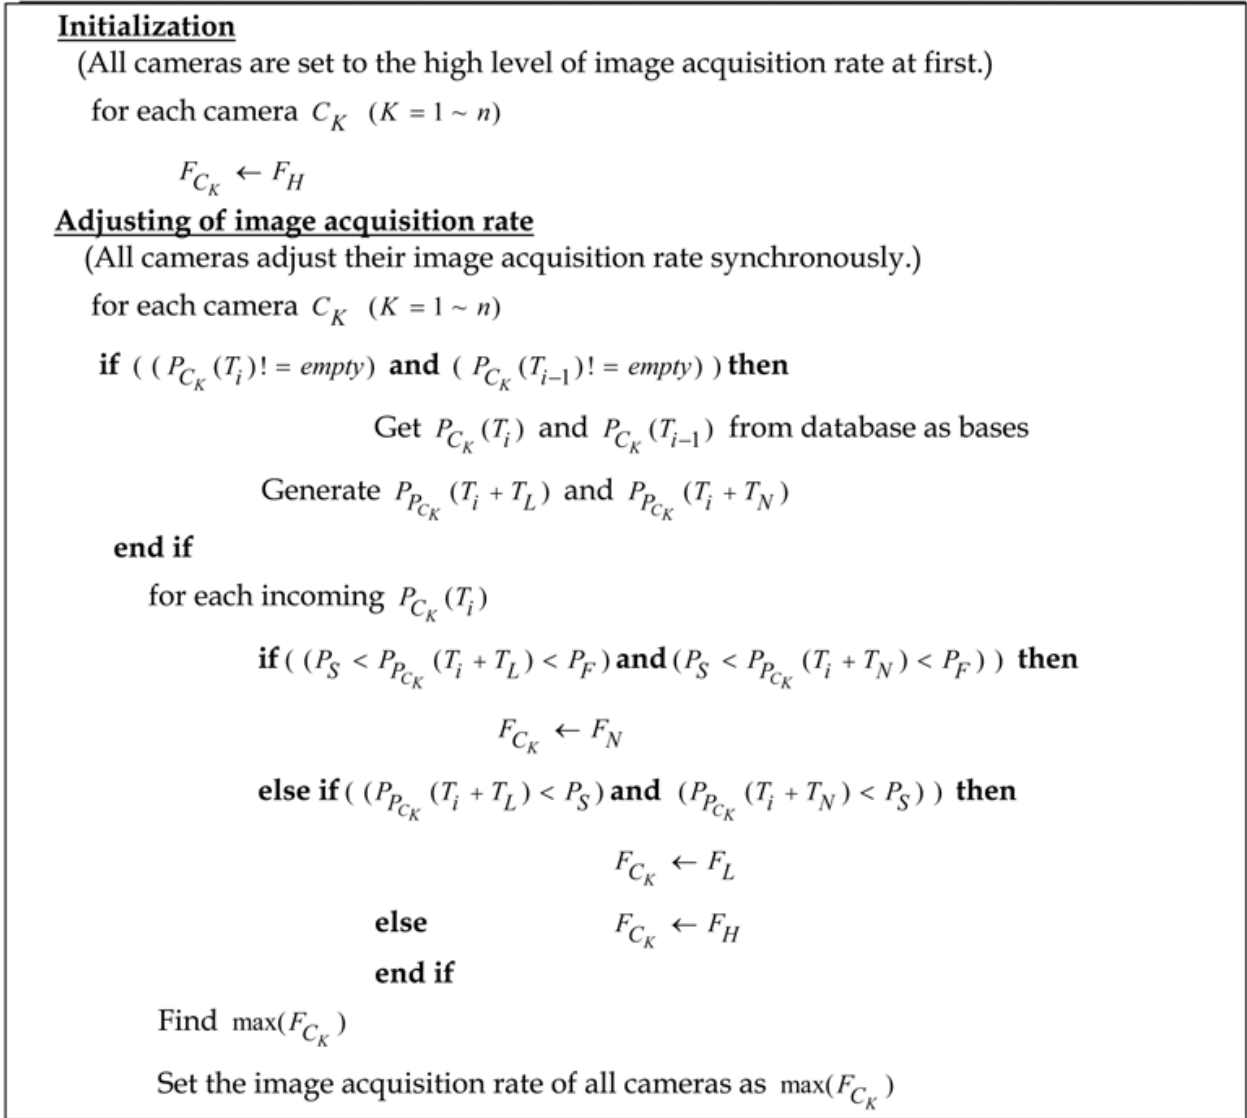 Initialization
(All cameras are set to the high level of image acquisition rate at first.)
for each camera C_K (K = 1 ~ n)
F_{C_K} ← F_H
Adjusting of image acquisition rate
(All cameras adjust their image acquisition rate synchronously.)
for each camera C_K (K = 1 ~ n)
if ( ( P_{C_K} (T_i)! = empty) and ( P_{C_K} (T_{i−1})! = empty) ) then
Get P_{C_K} (T_i) and P_{C_K} (T_{i−1}) from database as bases
Generate P_{P_{C_K}} (T_i + T_L) and P_{P_{C_K}} (T_i + T_N)
end if
for each incoming P_{C_K} (T_i)
if ( (P_S < P_{P_{C_K}} (T_i + T_L) < P_F ) and (P_S < P_{P_{C_K}} (T_i + T_N) < P_F ) ) then
F_{C_K} ← F_N
else if ( (P_{P_{C_K}} (T_i + T_L) < P_S ) and (P_{P_{C_K}} (T_i + T_N) < P_S ) ) then
F_{C_K} ← F_L
else F_{C_K} ← F_H
end if
Find max(F_{C_K} )
Set the image acquisition rate of all cameras as max(F_{C_K} )